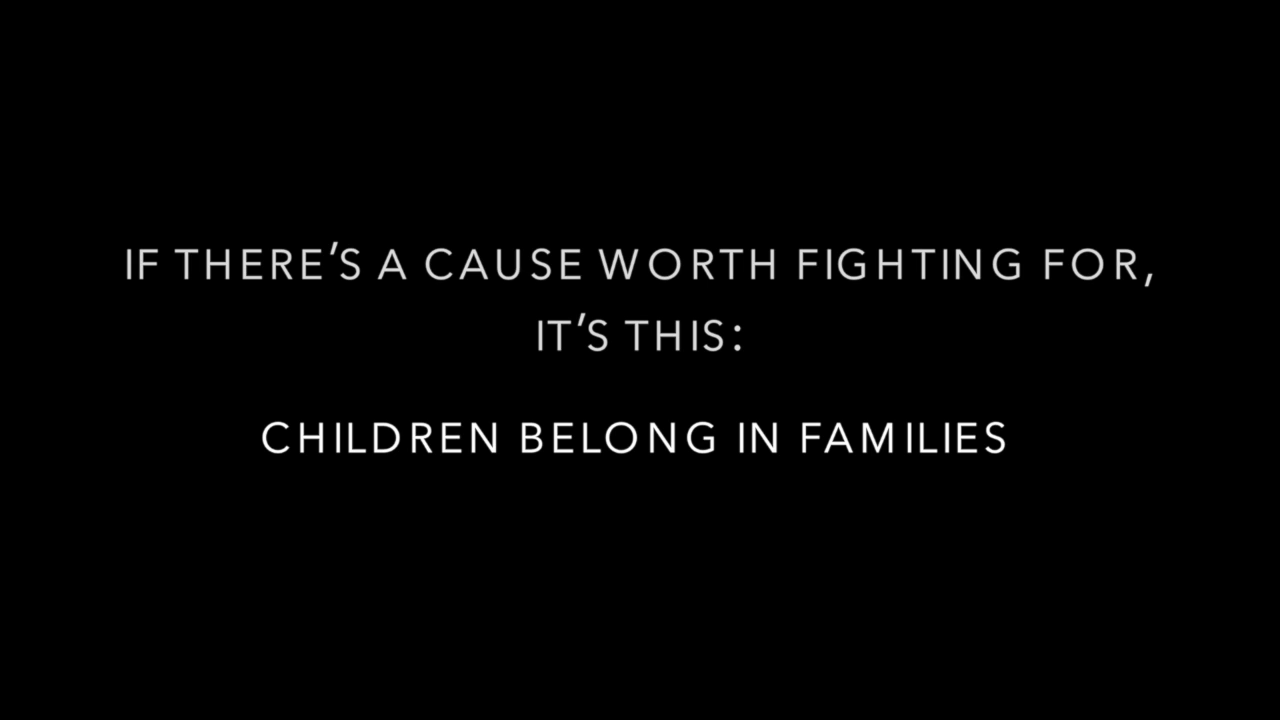 IF THERE'S A CAUSE WORTH FIGHTING FOR,
IT'S THIS:
CHILDREN BELONG IN FAMILIES